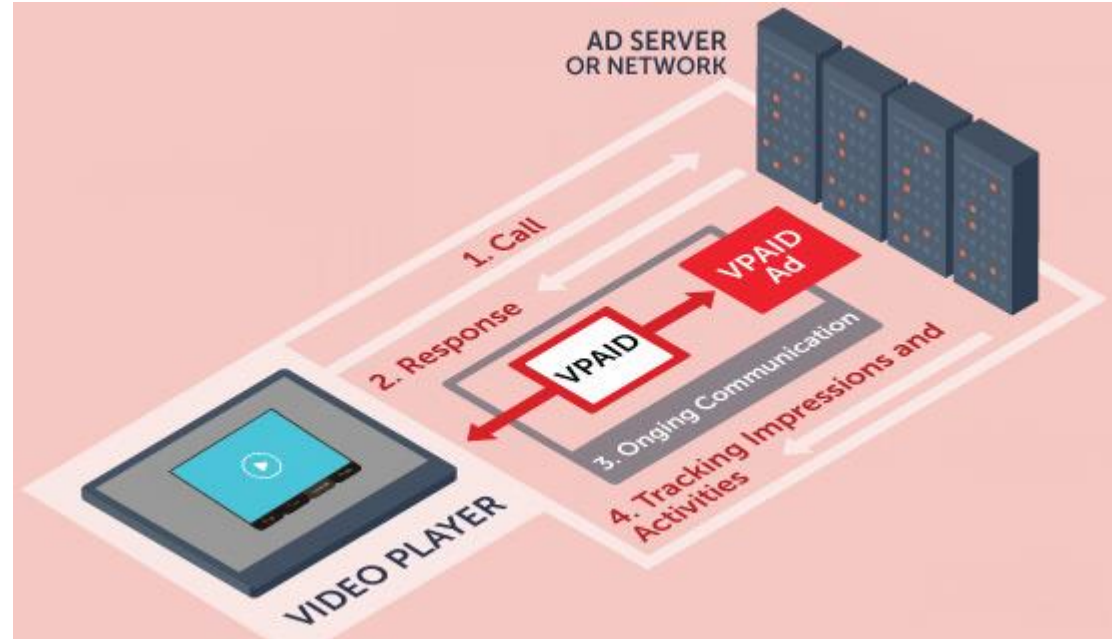 AD SERVER
OR NETWORK
1. Call
2. Response
VPAID
Ad
VPAID
3. Onging Communication
4. Tracking Impressions and
Activities
VIDEO PLAYER